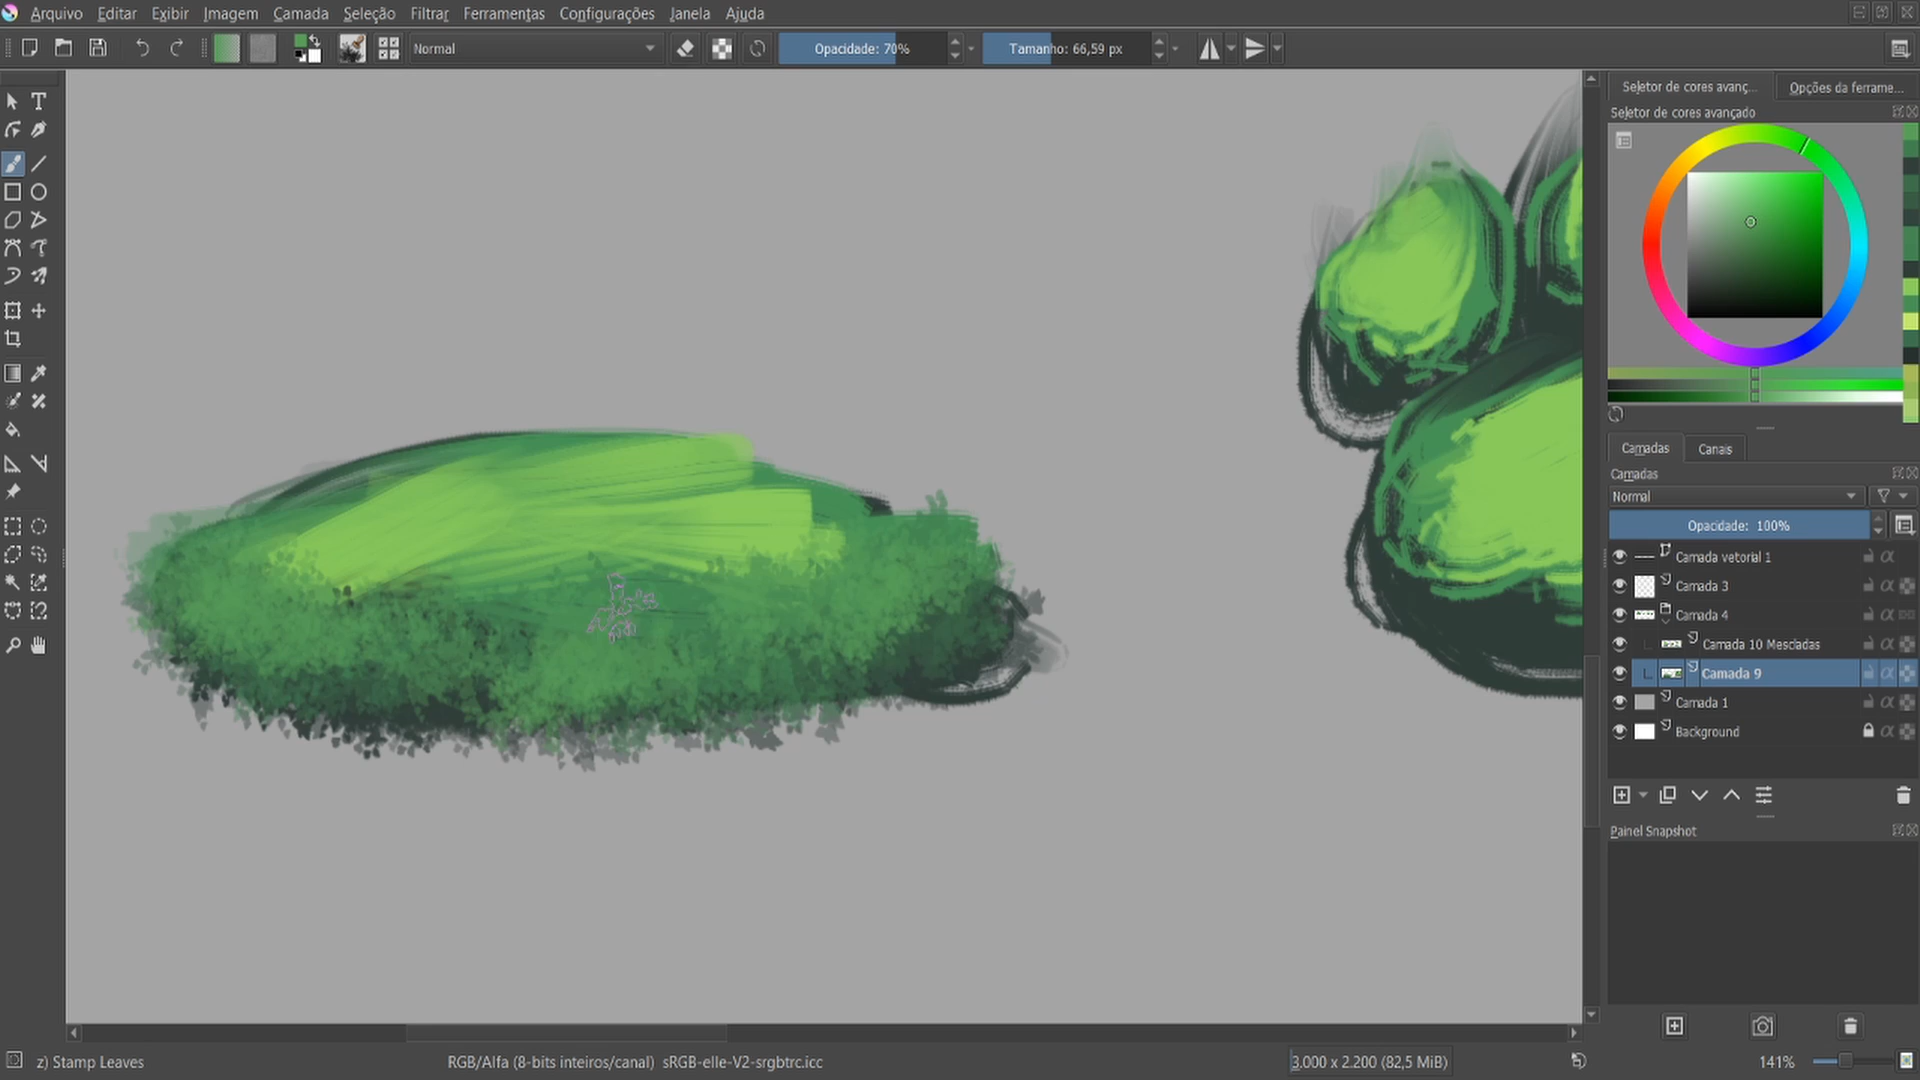 Arquivo Editar Exibir Imagem Camada Seleção Filtrar Ferramentas Configurações Janela Ajuda
Normal
Opacidade: 70%
Tamanho: 66,59 px
Seletor de cores avanç...
Opções da ferrame...
Seletor de cores avançado
Camadas
Canais
Camadas
Normal
Opacidade: 100%
Camada vetorial 1
Camada 3
Camada 4
Camada 10 Mescladas
Camada 9
Camada 1
Background
Painel Snapshot
z) Stamp Leaves
RGB/Alfa (8-bits inteiros/canal) sRGB-elle-V2-srgbtrc.icc
3.000 x 2.200 (82,5 MiB)
141%